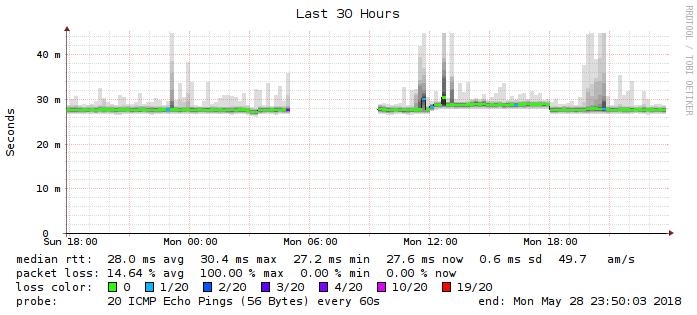 Last 30 Hours
RRDTOOL / TOBI OETIKER
Seconds
40 m
30 m
20 m
10 m
0
Sun 18:00 Mon 00:00 Mon 06:00 Mon 12:00 Mon 18:00
median rtt: 28.0 ms avg 30.4 ms max 27.2 ms min 27.6 ms now 0.6 ms sd 49.7 am/s
packet loss: 14.64 % avg 100.00 % max 0.00 % min 0.00 % now
loss color: 0 1/20 2/20 3/20 4/20 10/20 19/20
probe: 20 ICMP Echo Pings (56 Bytes) every 60s end: Mon May 28 23:50:03 2018